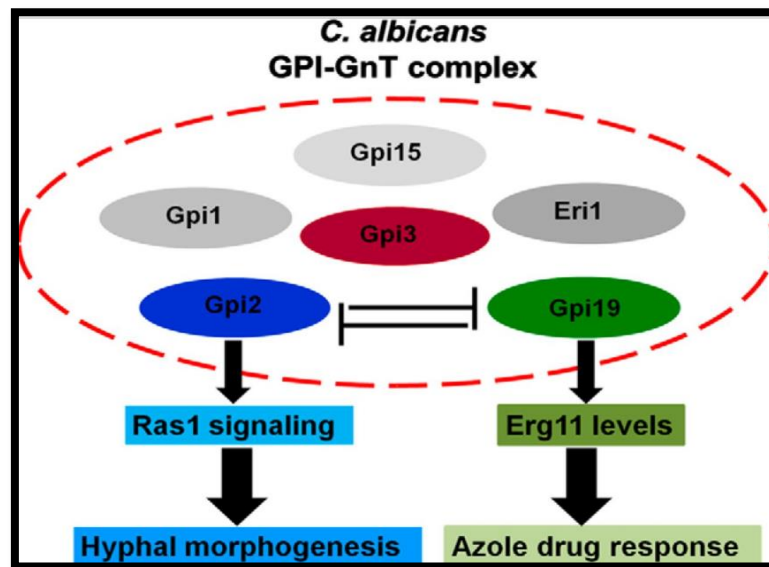 C. albicans
GPI-GnT complex
Gpi15
Gpi1
Eri1
Gpi3
Gpi2
Gpi19
Ras1 signaling
Erg11 levels
Hyphal morphogenesis
Azole drug response